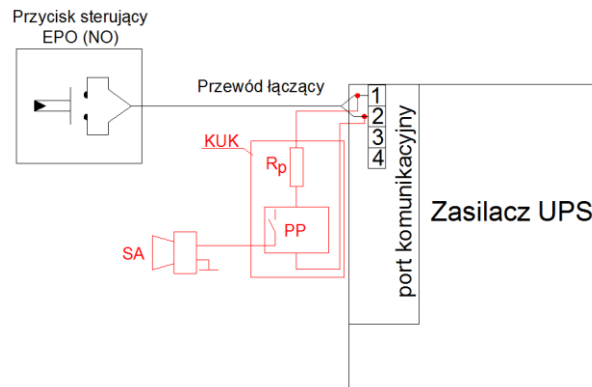 Przycisk sterujący
EPO (NO)
Przewód łączący
KUK
Rp
PP
SA
1
2
3
4
port komunikacyjny
Zasilacz UPS